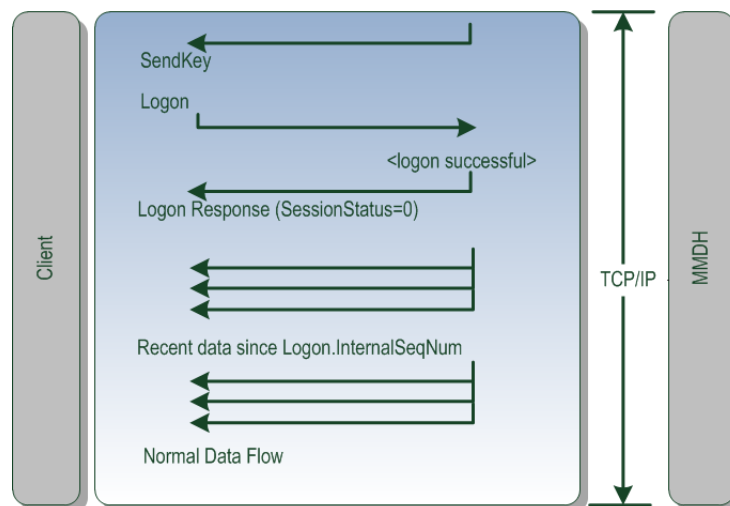 SendKey
Logon
<logon successful>
Logon Response (SessionStatus=0)
Client
TCP/IP
MMDH
Recent data since Logon.InternalSeqNum
Normal Data Flow